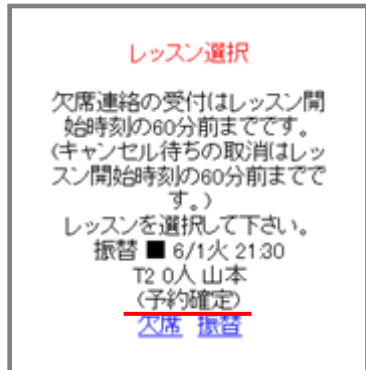 レッスン選択
欠席連絡の受付はレッスン開
始時刻の60分前までです。
(キャンセル待ちの取消はレッ
スン開始時刻の60分前までで
す。)
レッスンを選択して下さい。
振替 ■ 6/1火 21:30
T2 0人 山本
(予約確定)
欠席 振替